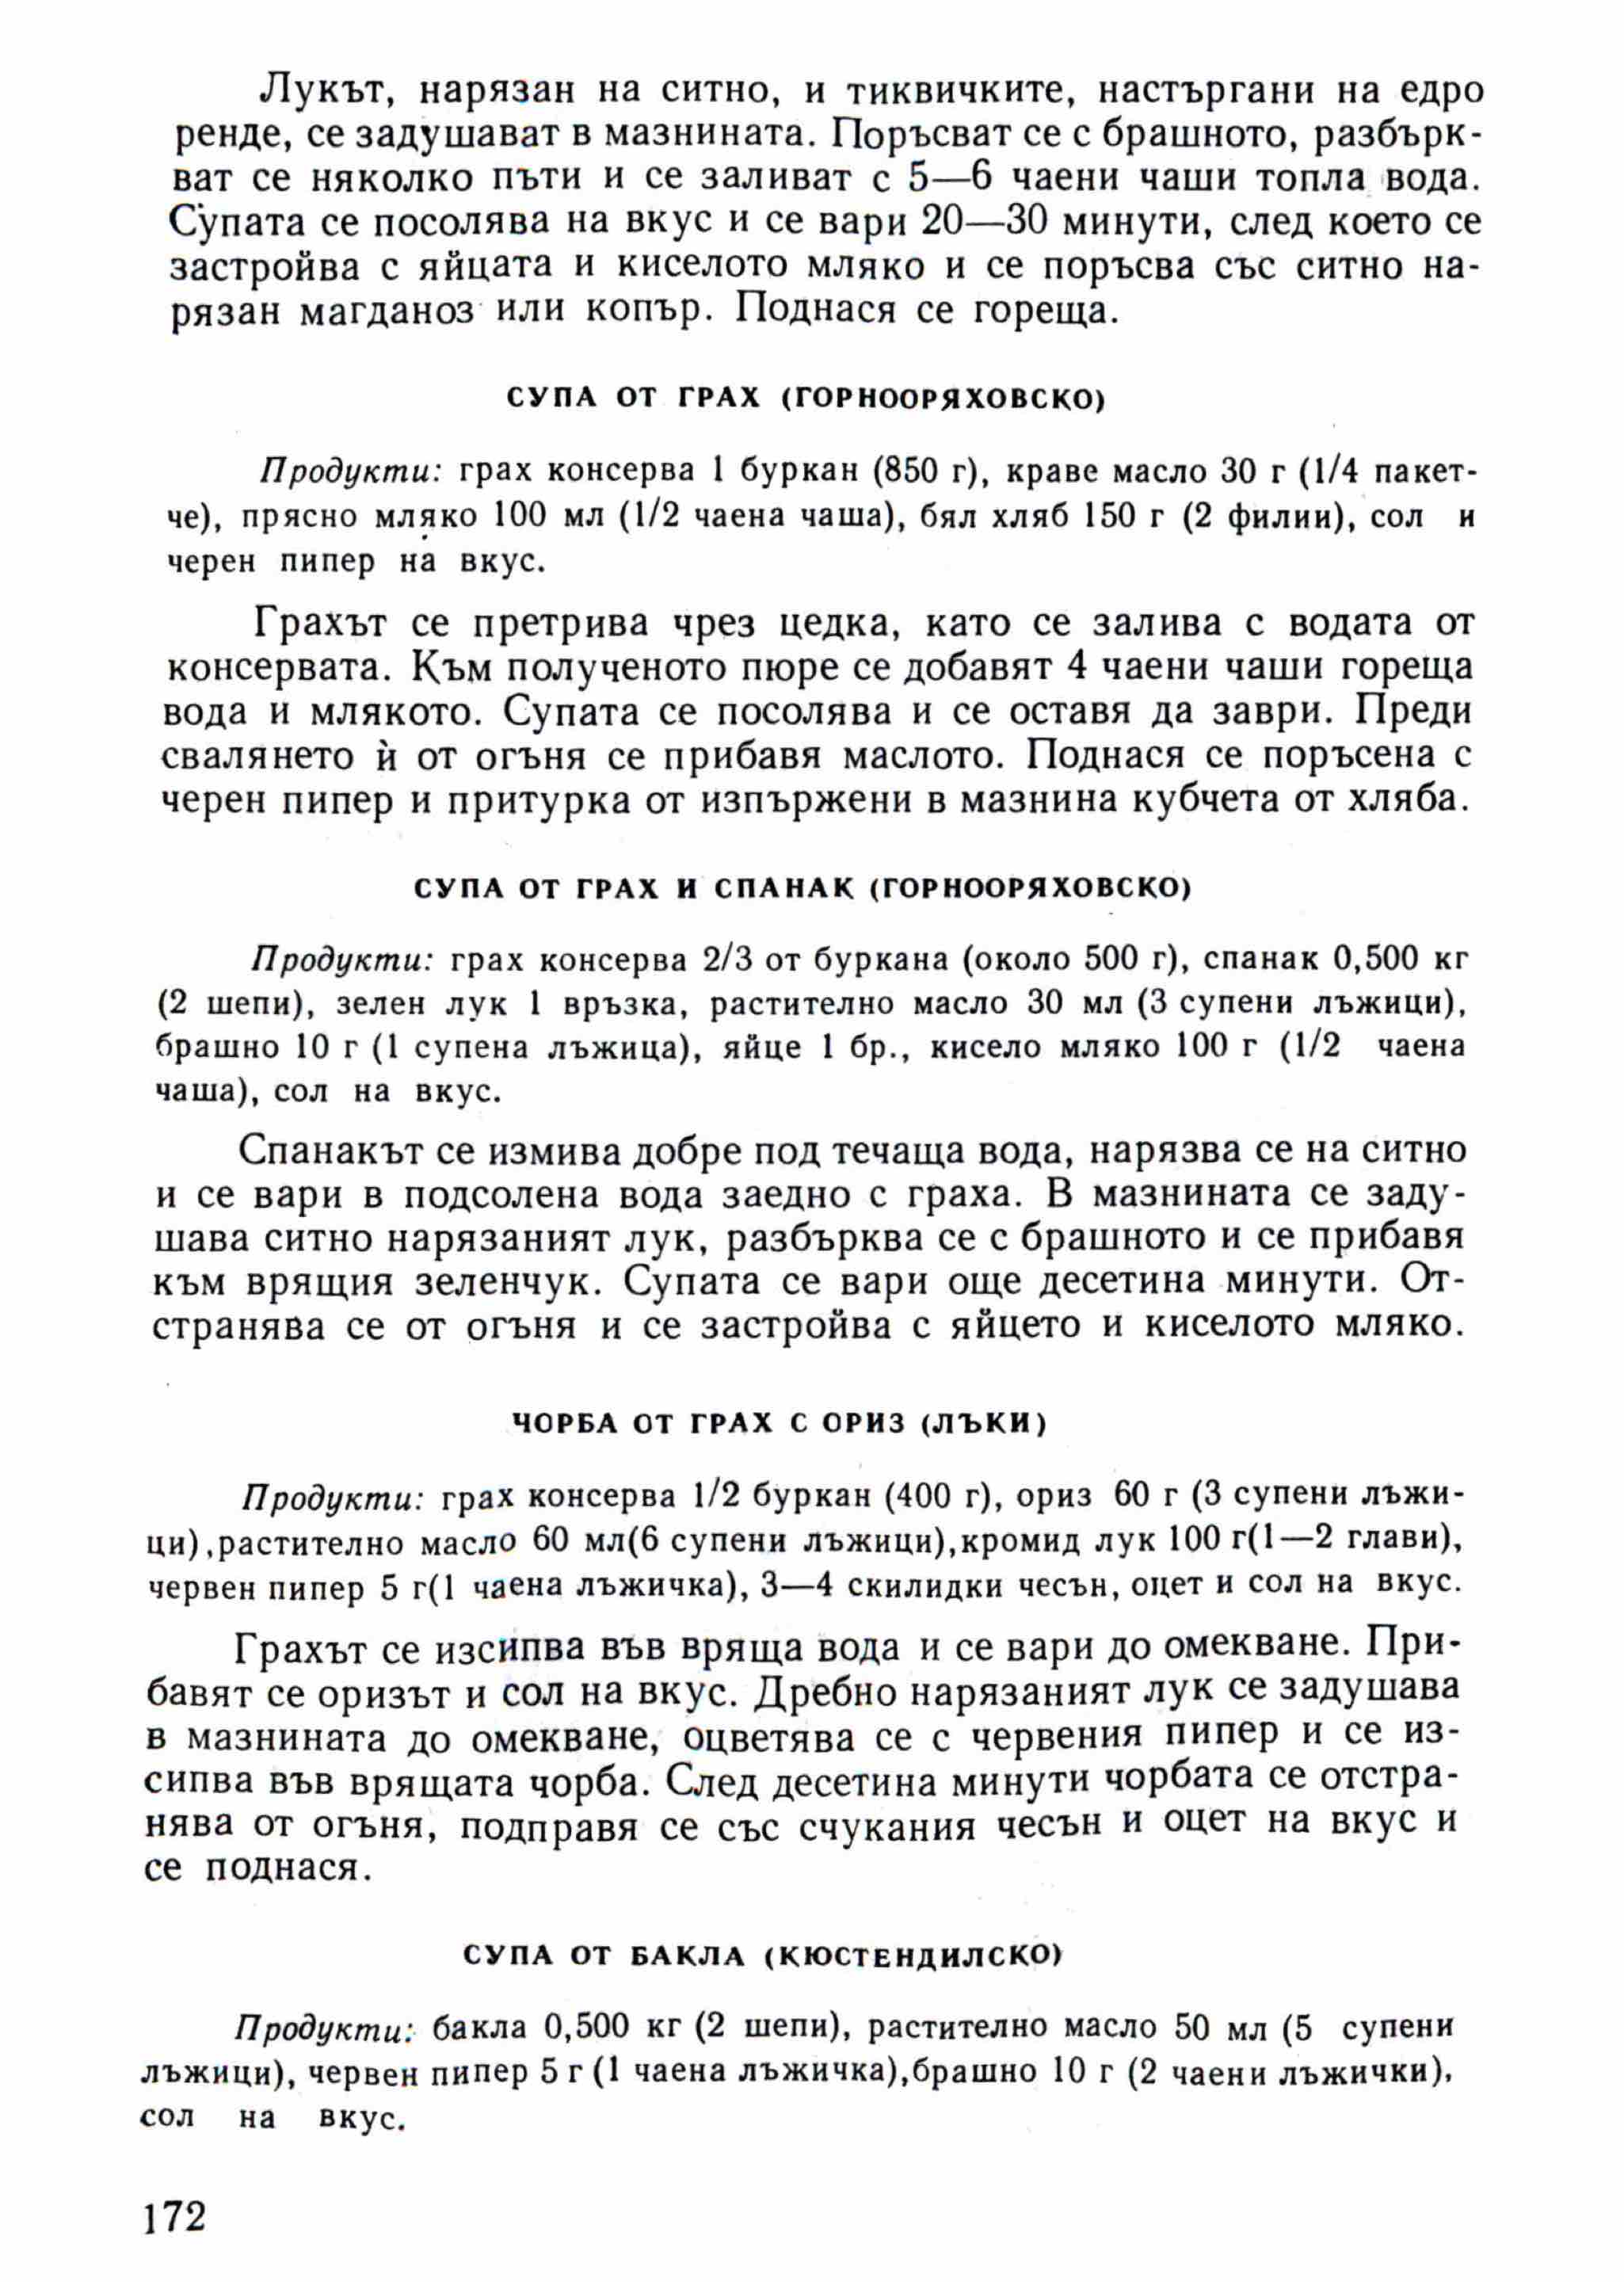 Лукът, нарязан на ситно, и тиквичките, настъргани на едро
ренде, се задушават в мазнината. Поръсват се с брашното, разбърк-
ват се няколко пъти и се заливат с 5—6 чаени чаши топла вода.
Супата се посолява на вкус и се вари 20—30 минути, след което се
застройва с яйцата и киселото мляко и се поръсва със ситно на-
рязан магданоз или копър. Поднася се гореща.
СУПА ОТ ГРАХ (ГОРНООРЯХОВСКО)
Продукти: грах консерва 1 буркан (850 г), краве масло 30 г (1/4 пакет-
че), прясно мляко 100 мл (1/2 чаена чаша), бял хляб 150 г (2 филии), сол и
черен пипер на вкус.
Грахът се претрива чрез цедка, като се залива с водата от
консервата. Към полученото пюре се добавят 4 чаени чаши гореща
вода и млякото. Супата се посолява и се оставя да заври. Преди
свалянето ѝ от огъня се прибавя маслото. Поднася се поръсена с
черен пипер и притурка от изпържени в мазнина кубчета от хляба.
СУПА ОТ ГРАХ И СПАНАК (ГОРНООРЯХОВСКО)
Продукти: грах консерва 2/3 от буркана (около 500 г), спанак 0,500 кг
(2 шепи), зелен лук 1 връзка, растително масло 30 мл (3 супени лъжици),
брашно 10 г (1 супена лъжица), яйце 1 бр., кисело мляко 100 г (1/2 чаена
чаша), сол на вкус.
Спанакът се измива добре под течаща вода, нарязва се на ситно
и се вари в подсолена вода заедно с граха. В мазнината се заду-
шава ситно нарязаният лук, разбърква се с брашното и се прибавя
към врящия зеленчук. Супата се вари още десетина минути. От-
странява се от огъня и се застройва с яйцето и киселото мляко.
ЧОРБА ОТ ГРАХ С ОРИЗ (ЛЪКИ)
Продукти: грах консерва 1/2 буркан (400 г), ориз 60 г (3 супени лъжи-
ци),растително масло 60 мл(6 супени лъжици),кромид лук 100 г(1—2 глави),
червен пипер 5 г(1 чаена лъжичка), 3—4 скилидки чесън, оцет и сол на вкус.
Грахът се изсипва във вряща вода и се вари до омекване. При-
бавят се оризът и сол на вкус. Дребно нарязаният лук се задушава
в мазнината до омекване, оцветява се с червения пипер и се из-
сипва във врящата чорба. След десетина минути чорбата се отстра-
нява от огъня, подправя се със счукания чесън и оцет на вкус и
се поднася.
СУПА ОТ БАКЛА (КЮСТЕНДИЛСКО)
Продукти: бакла 0,500 кг (2 шепи), растително масло 50 мл (5 супени
лъжици), червен пипер 5 г (1 чаена лъжичка),брашно 10 г (2 чаени лъжички),
сол на вкус.
172